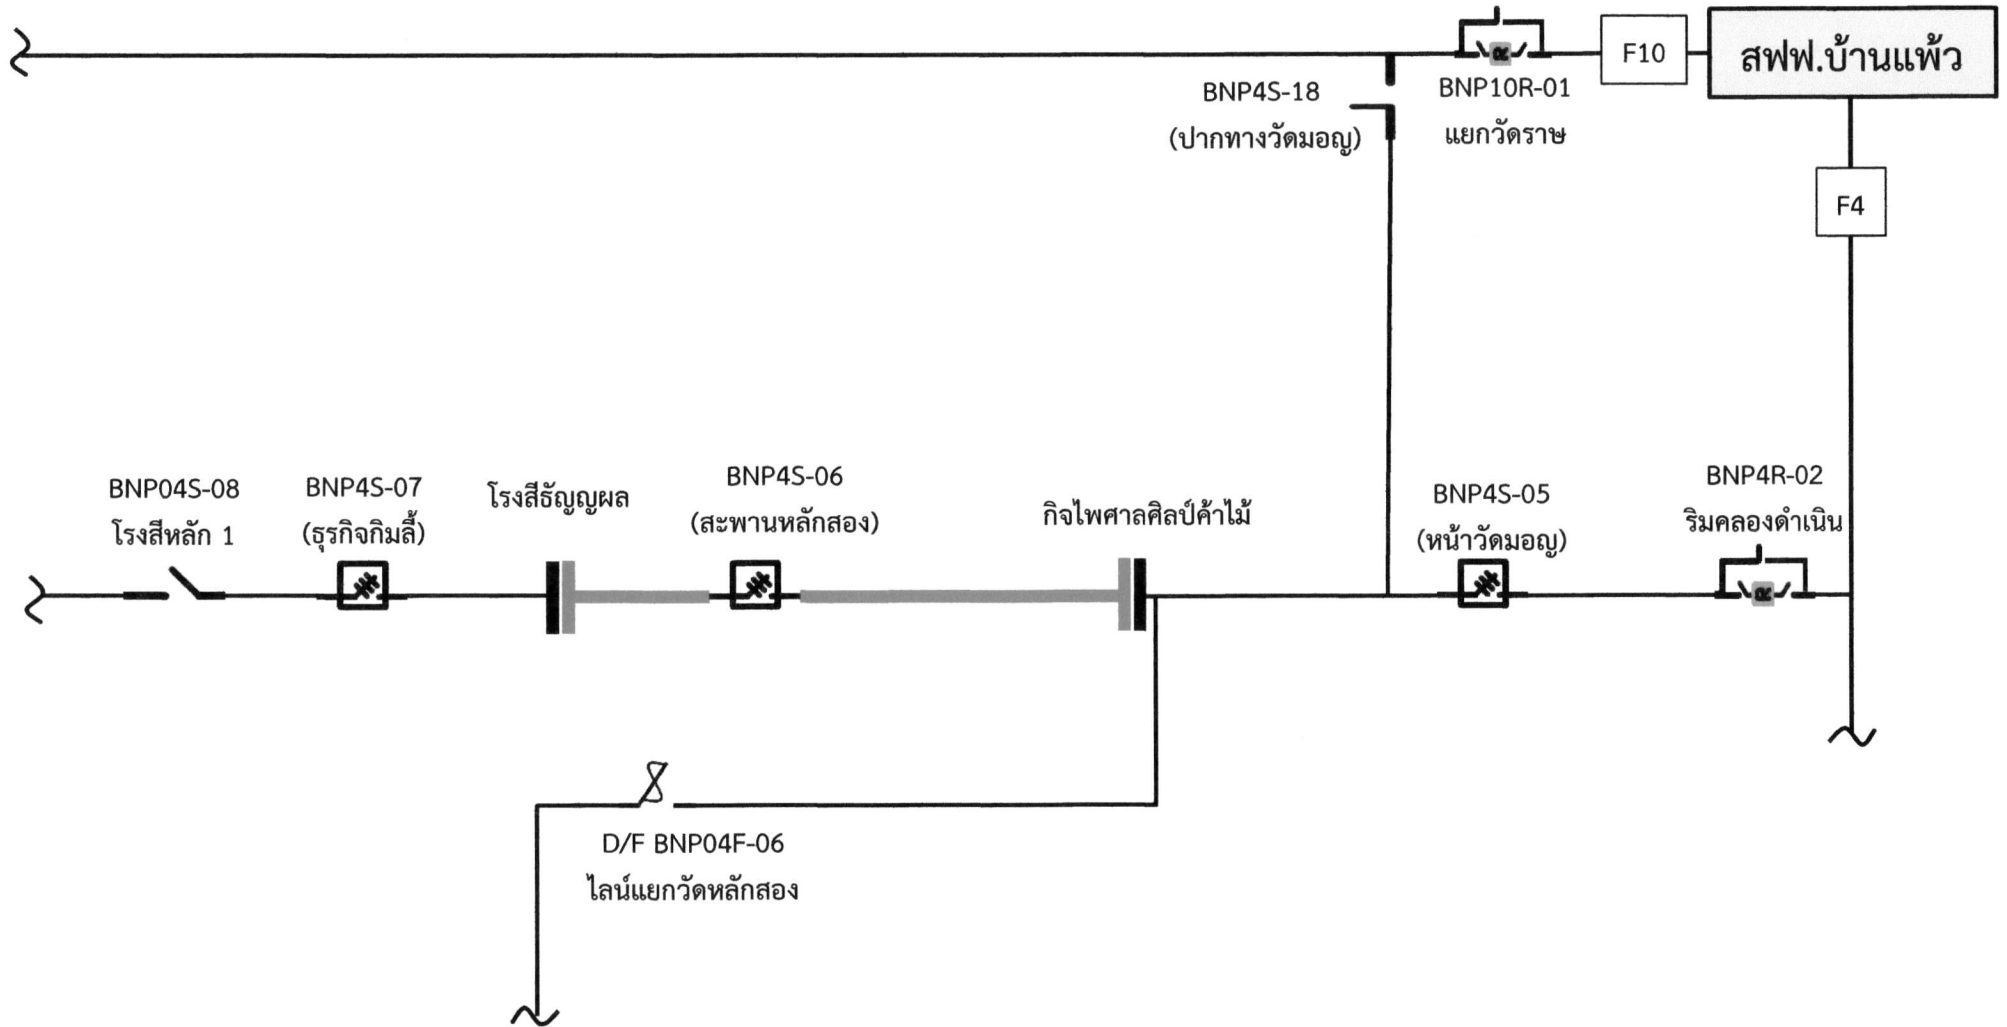 F10
สฟฟ.บ้านแพ้ว
BNP4S-18
(ปากทางวัดมอญ)
BNP10R-01
แยกวัดราษ
R
F4
BNP04S-08
โรงสีหลัก 1
BNP4S-07
(ธุรกิจกิมลี้)
โรงสีธัญญผล
BNP4S-06
(สะพานหลักสอง)
กิจไพศาลศิลป์ค้าไม้
BNP4S-05
(หน้าวัดมอญ)
BNP4R-02
ริมคลองดำเนิน
R
D/F BNP04F-06
ไลน์แยกวัดหลักสอง